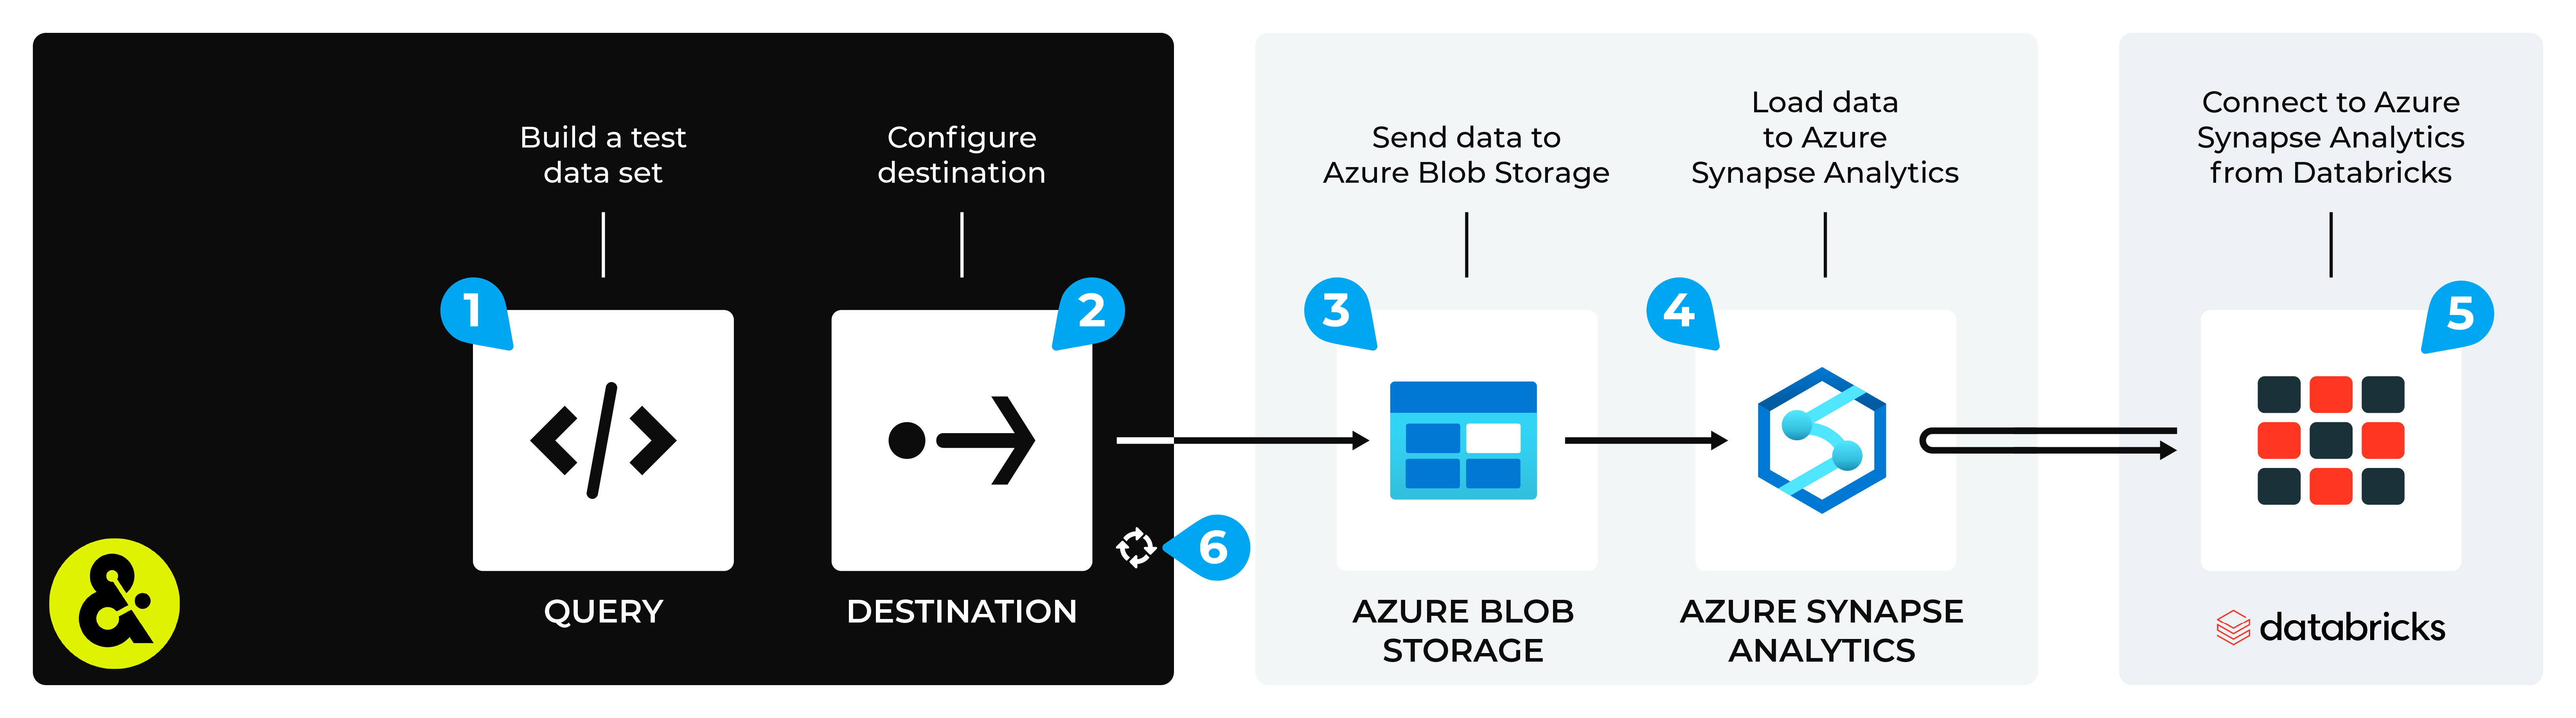 Build a test
data set
1
QUERY
Configure
destination
2
DESTINATION
6
Send data to
Azure Blob Storage
3
AZURE BLOB
STORAGE
Load data
to Azure
Synapse Analytics
4
AZURE SYNAPSE
ANALYTICS
Connect to Azure
Synapse Analytics
from Databricks
5
databricks
&